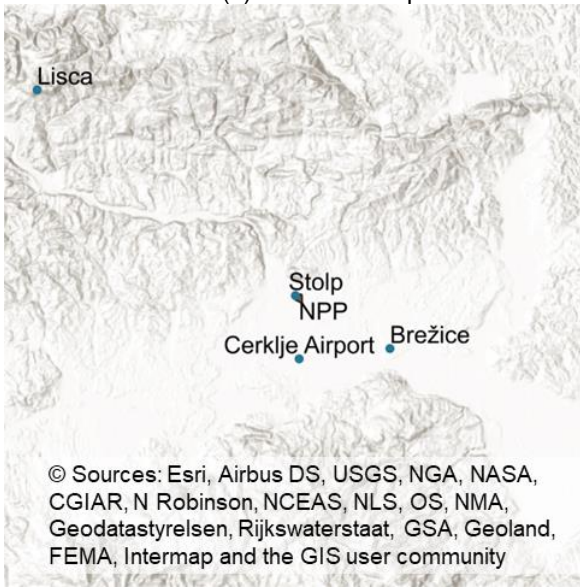 Lisca
Stolp
NPP
Cerklje Airport
Brežice
© Sources: Esri, Airbus DS, USGS, NGA, NASA,
CGIAR, N Robinson, NCEAS, NLS, OS, NMA,
Geodatastyrelsen, Rijkswaterstaat, GSA, Geoland,
FEMA, Intermap and the GIS user community